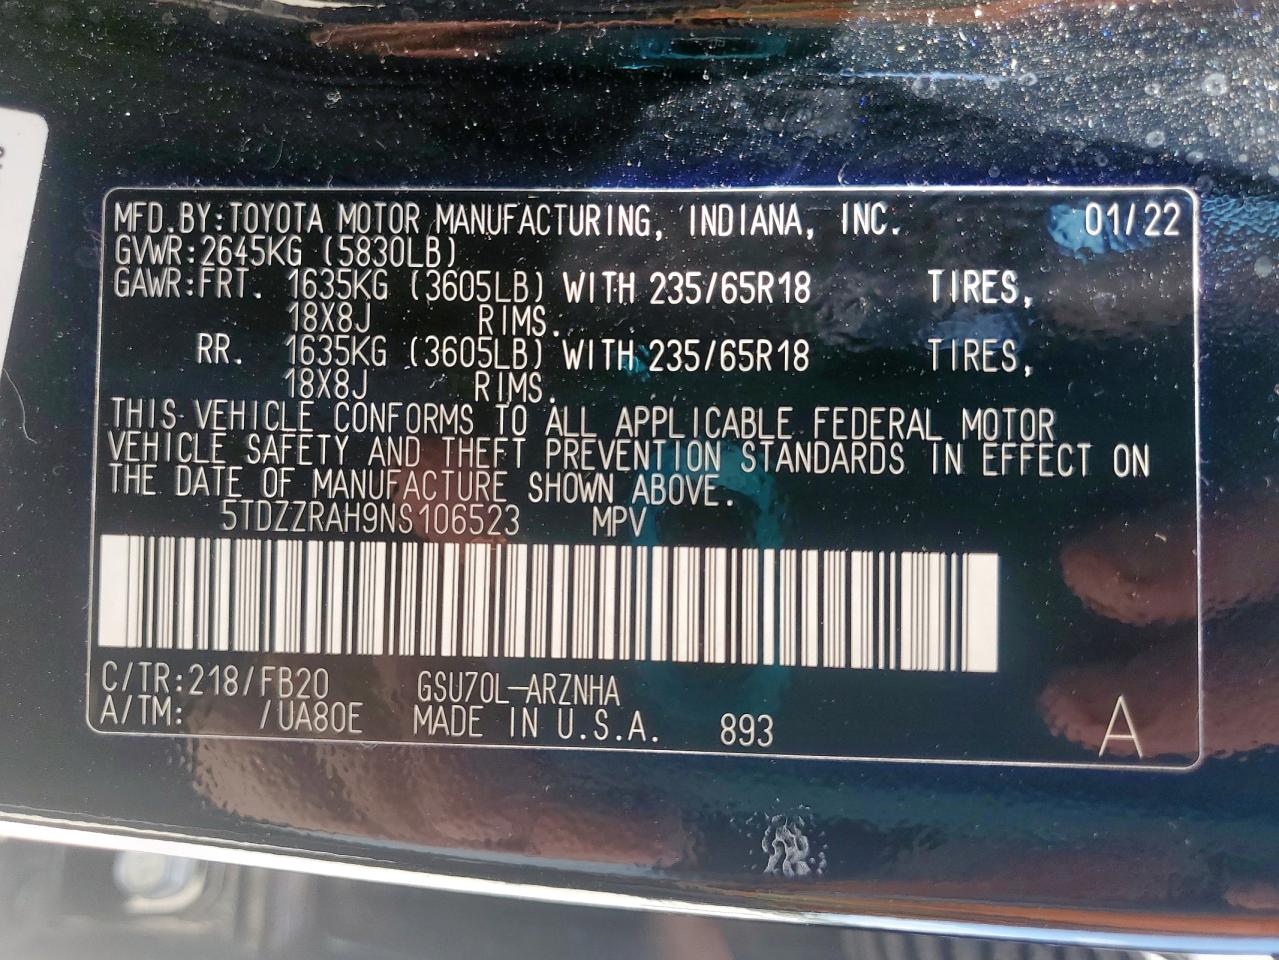 MFD.BY:TOYOTA MOTOR MANUFACTURING, INDIANA, INC. 01/22
GVWR:2645KG (5830LB)
GAWR:FRT. 1635KG (3605LB) WITH 235/65R18 TIRES,
18X8J RIMS.
RR. 1635KG (3605LB) WITH 235/65R18 TIRES,
18X8J RIMS.
THIS VEHICLE CONFORMS TO ALL APPLICABLE FEDERAL MOTOR
VEHICLE SAFETY AND THEFT PREVENTION STANDARDS IN EFFECT ON
THE DATE OF MANUFACTURE SHOWN ABOVE.
5TDZZRAH9NS106523 MPV
C/TR:218/FB20 GSU70L-ARZNHA
A/TM: /UA80E MADE IN U.S.A. 893 A